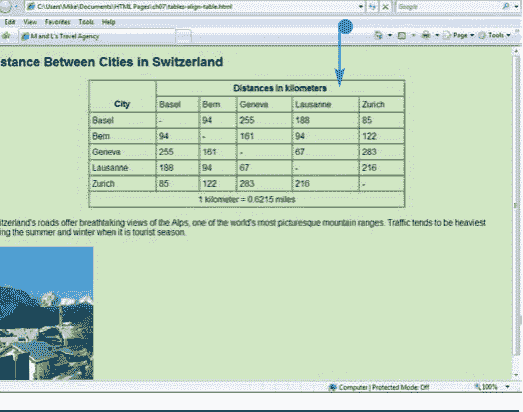 C:\Users\Mike\Documents\HTML Pages\ch07\tables-align-table.html
Google
Edit View Favorites Tools Help
M and L's Travel Agency
Page Tools
stance Between Cities in Switzerland
Distances in kilometers
City Basel Bern Geneva Lausanne Zurich
Basel - 94 255 188 85
Bern 94 - 161 94 122
Geneva 255 161 - 67 283
Lausanne 188 94 67 - 216
Zurich 85 122 283 216 -
1 kilometer = 0.6215 miles
itzerland's roads offer breathtaking views of the Alps, one of the world's most picturesque mountain ranges. Traffic tends to be heaviest
ing the summer and winter when it is tourist season.
Computer | Protected Mode: Off
100%